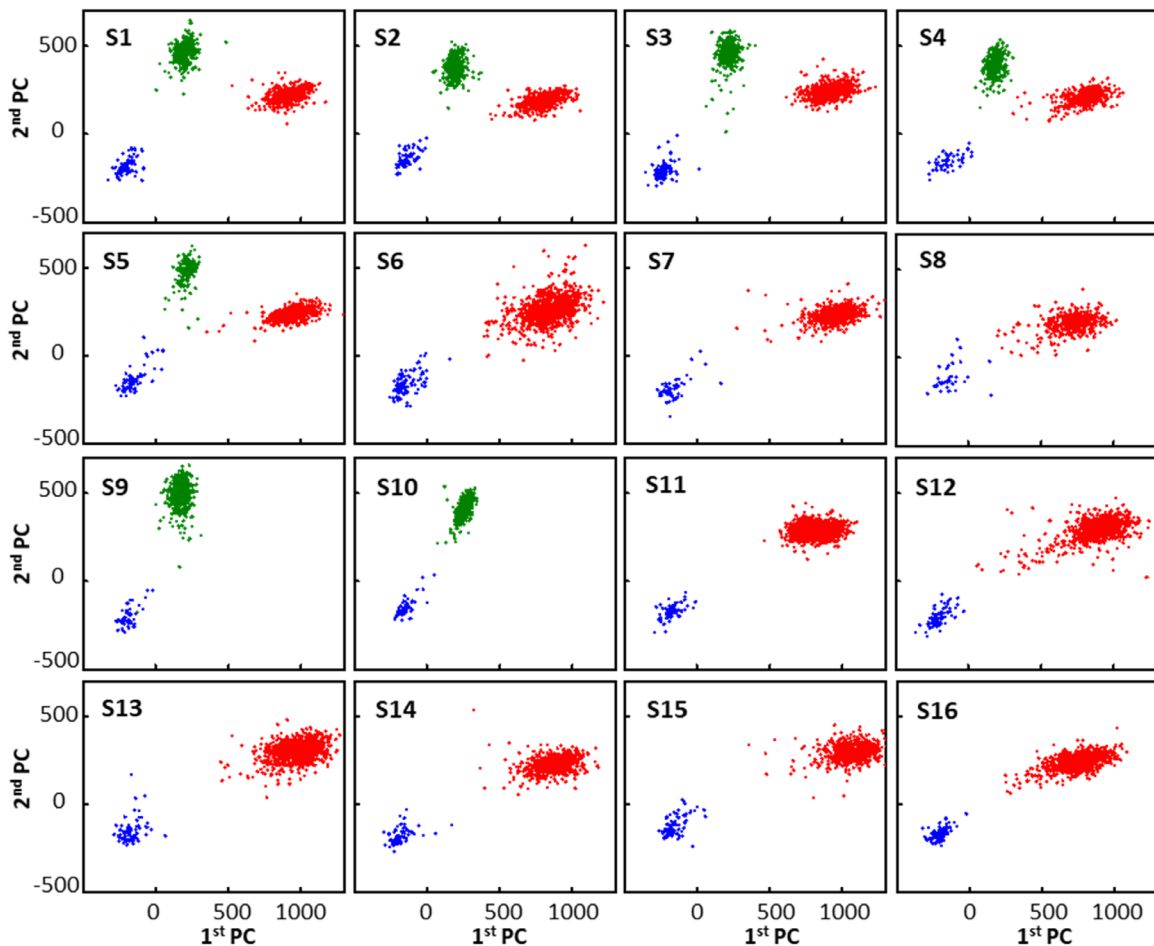 S1 S2 S3 S4
500
0
-500
2nd PC
S5 S6 S7 S8
500
0
-500
2nd PC
S9 S10 S11 S12
500
0
-500
2nd PC
S13 S14 S15 S16
500
0
-500
2nd PC
0 500 1000 0 500 1000 0 500 1000 0 500 1000
1st PC 1st PC 1st PC 1st PC